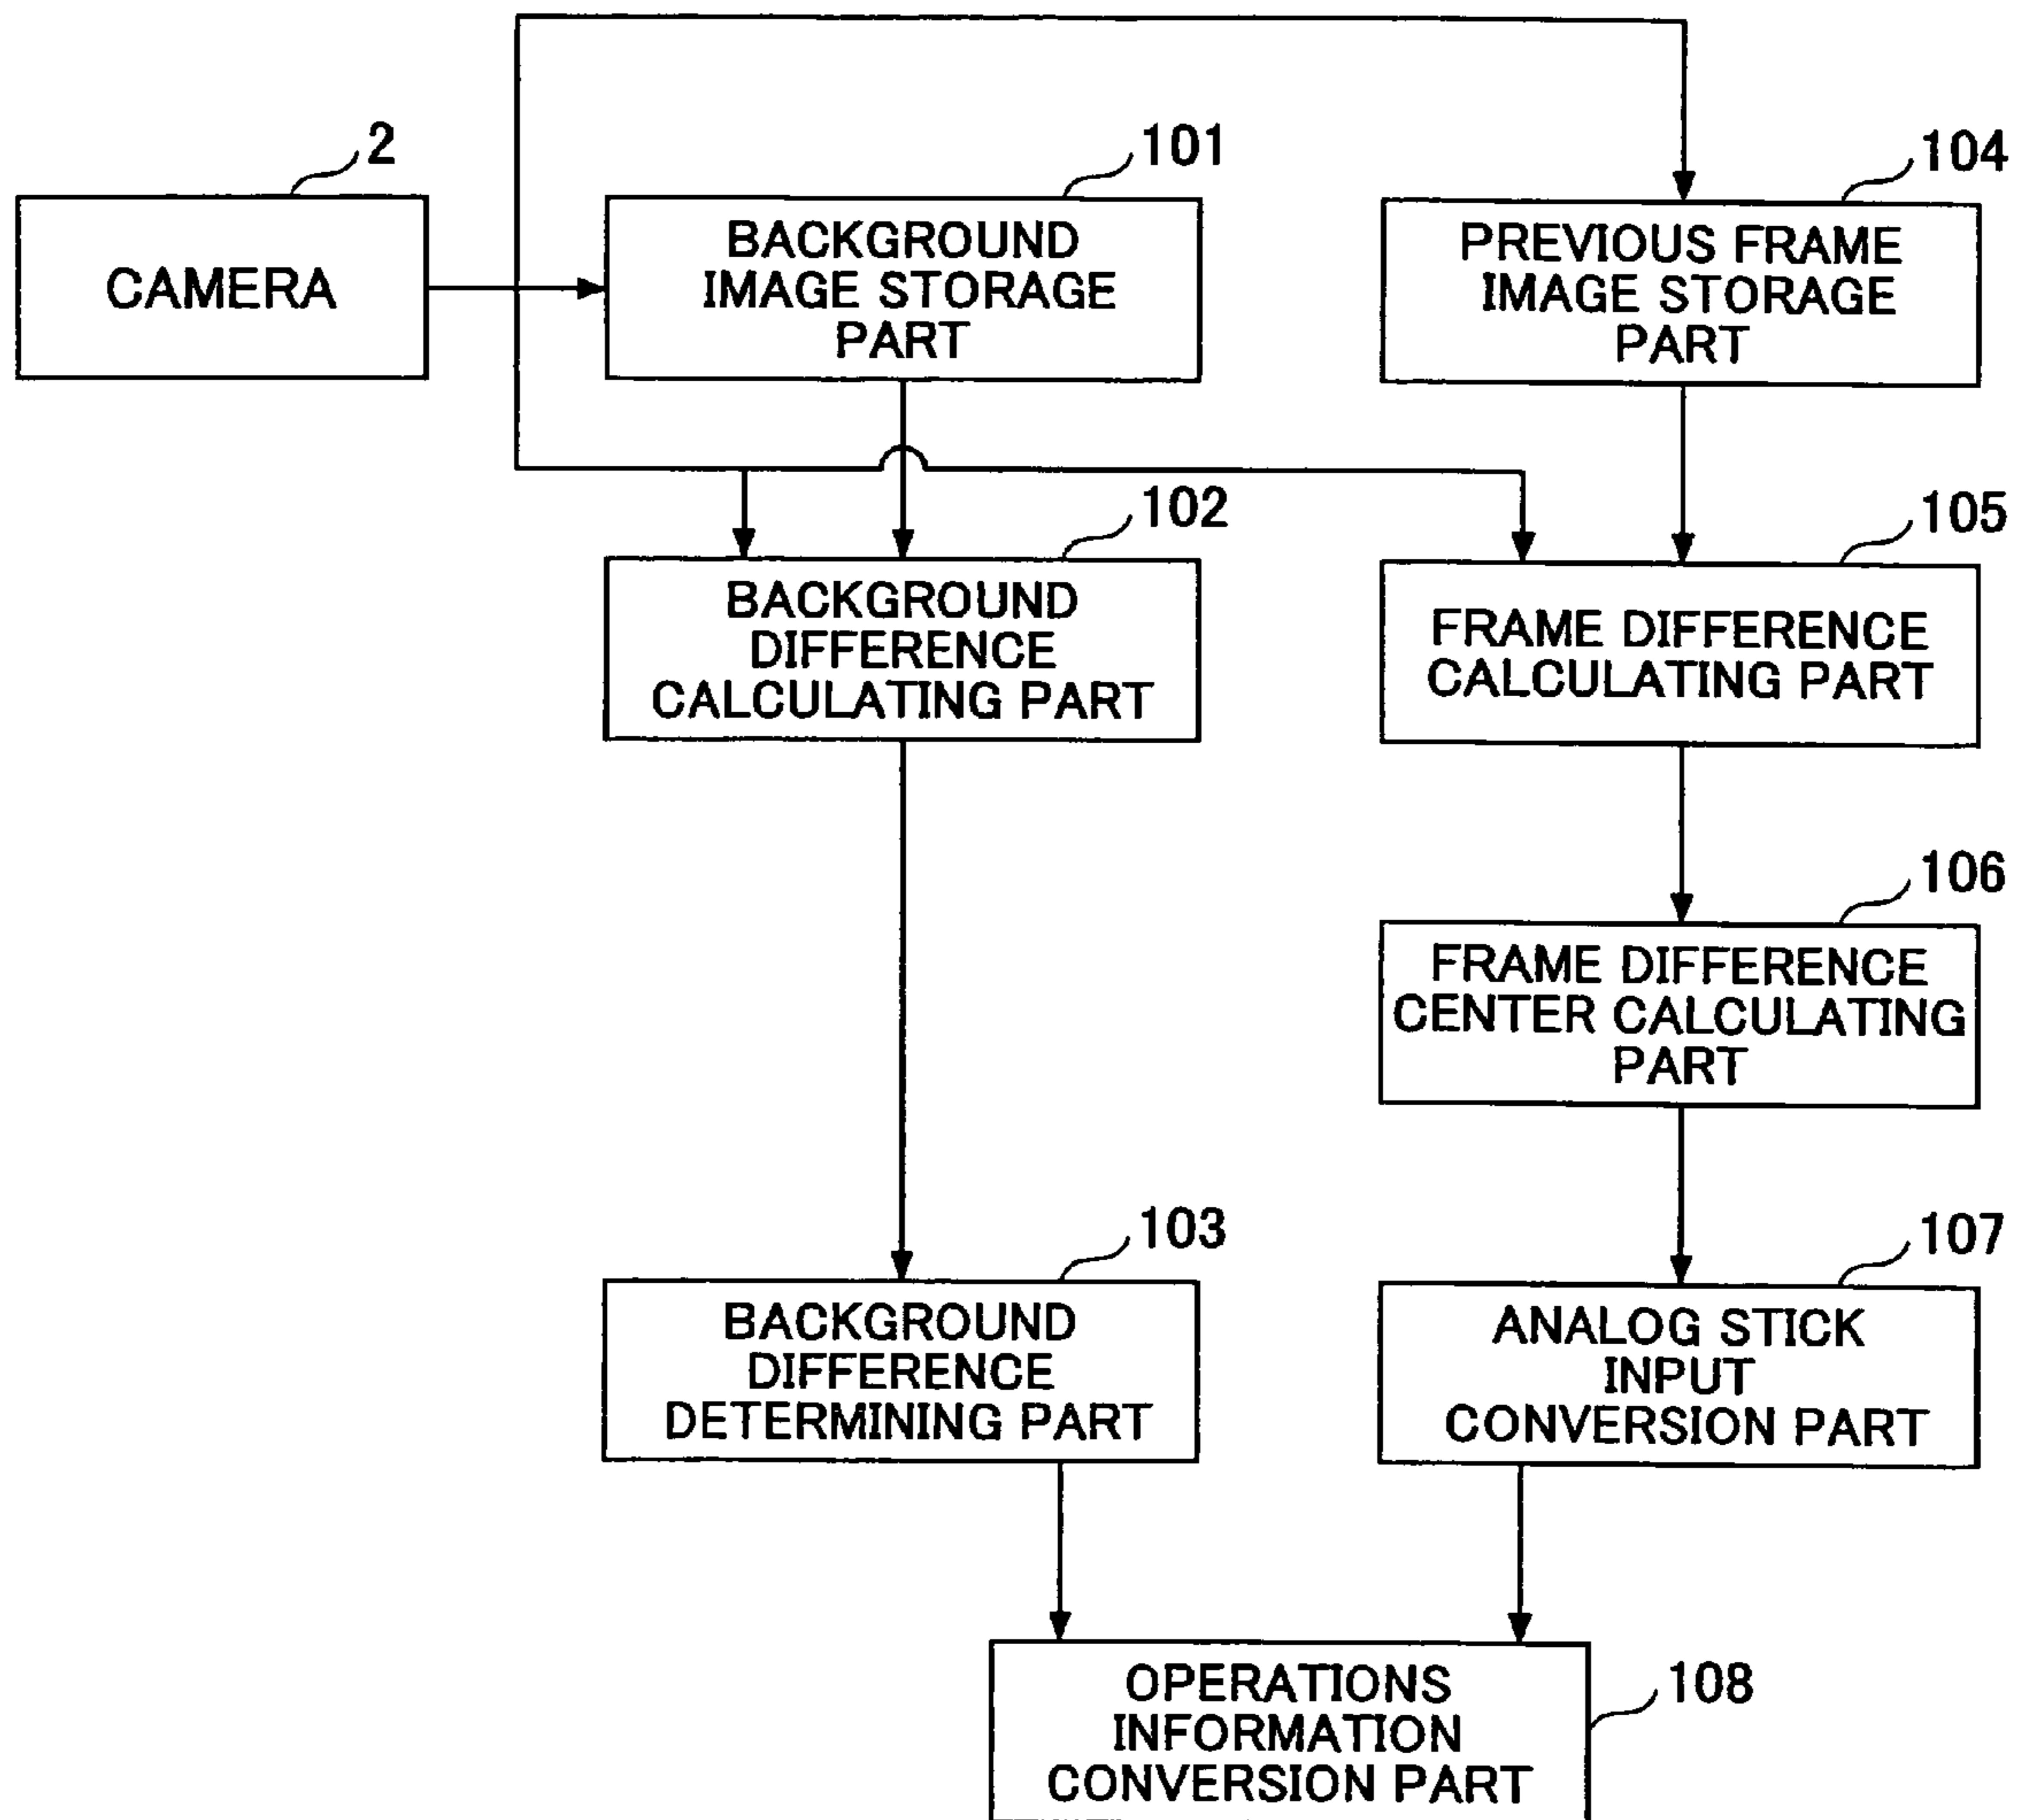 2
CAMERA
101
BACKGROUND
IMAGE STORAGE
PART
104
PREVIOUS FRAME
IMAGE STORAGE
PART
102
BACKGROUND
DIFFERENCE
CALCULATING PART
105
FRAME DIFFERENCE
CALCULATING PART
106
FRAME DIFFERENCE
CENTER CALCULATING
PART
103
BACKGROUND
DIFFERENCE
DETERMINING PART
107
ANALOG STICK
INPUT
CONVERSION PART
108
OPERATIONS
INFORMATION
CONVERSION PART